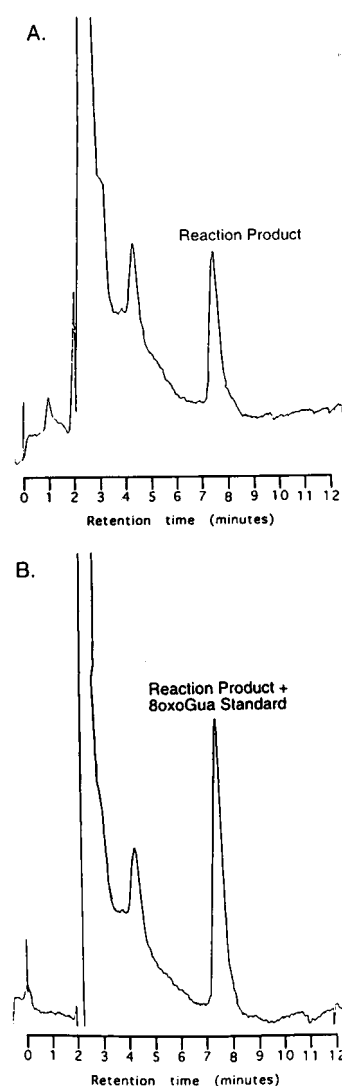 A.
Reaction Product
0 1 2 3 4 5 6 7 8 9 10 11 12
Retention time (minutes)
B.
Reaction Product +
8oxoGua Standard
0 1 2 3 4 5 6 7 8 9 10 11 12
Retention time (minutes)